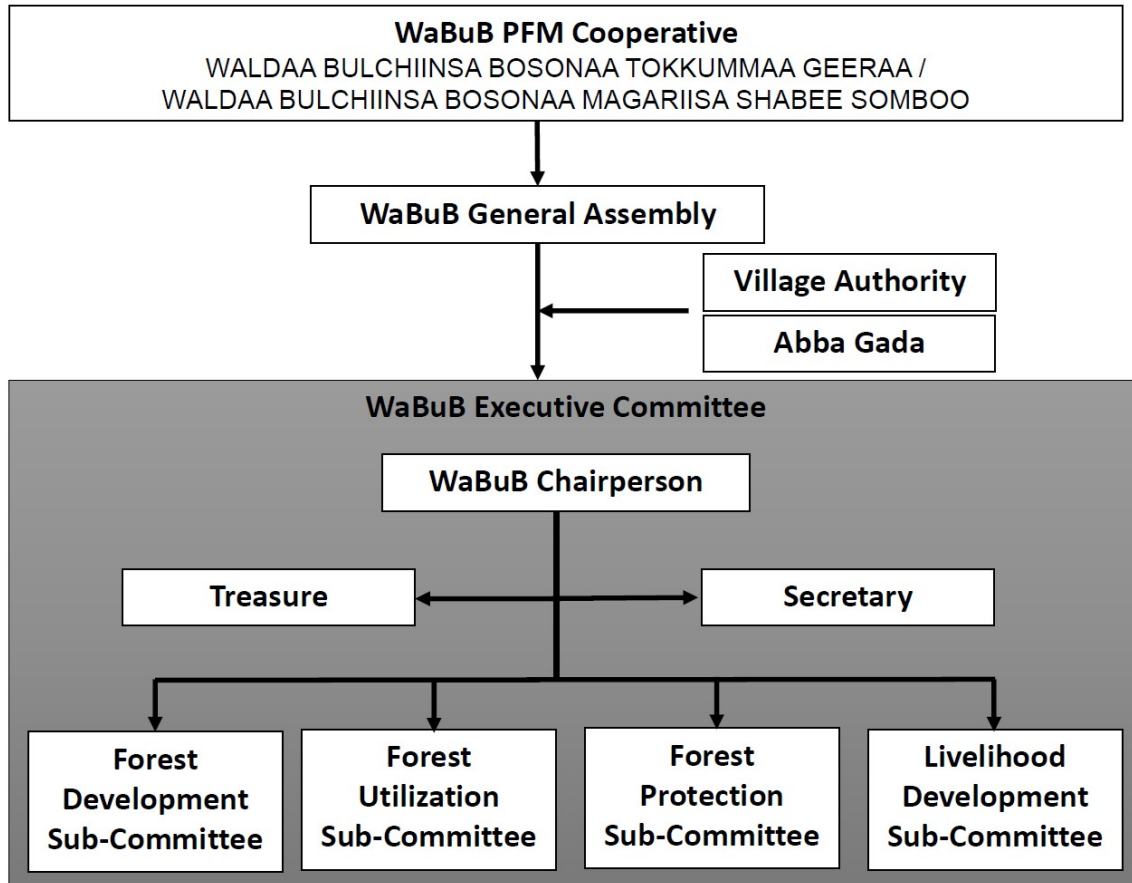 WaBuB PFM Cooperative
WALDAA BULCHIINSA BOSONAA TOKKUMMAA GEERAA /
WALDAA BULCHIINSA BOSONAA MAGARIISA SHABEE SOMBOO
WaBuB General Assembly
Village Authority
Abba Gada
WaBuB Executive Committee
WaBuB Chairperson
Treasure
Secretary
Forest
Development
Sub-Committee
Forest
Utilization
Sub-Committee
Forest
Protection
Sub-Committee
Livelihood
Development
Sub-Committee